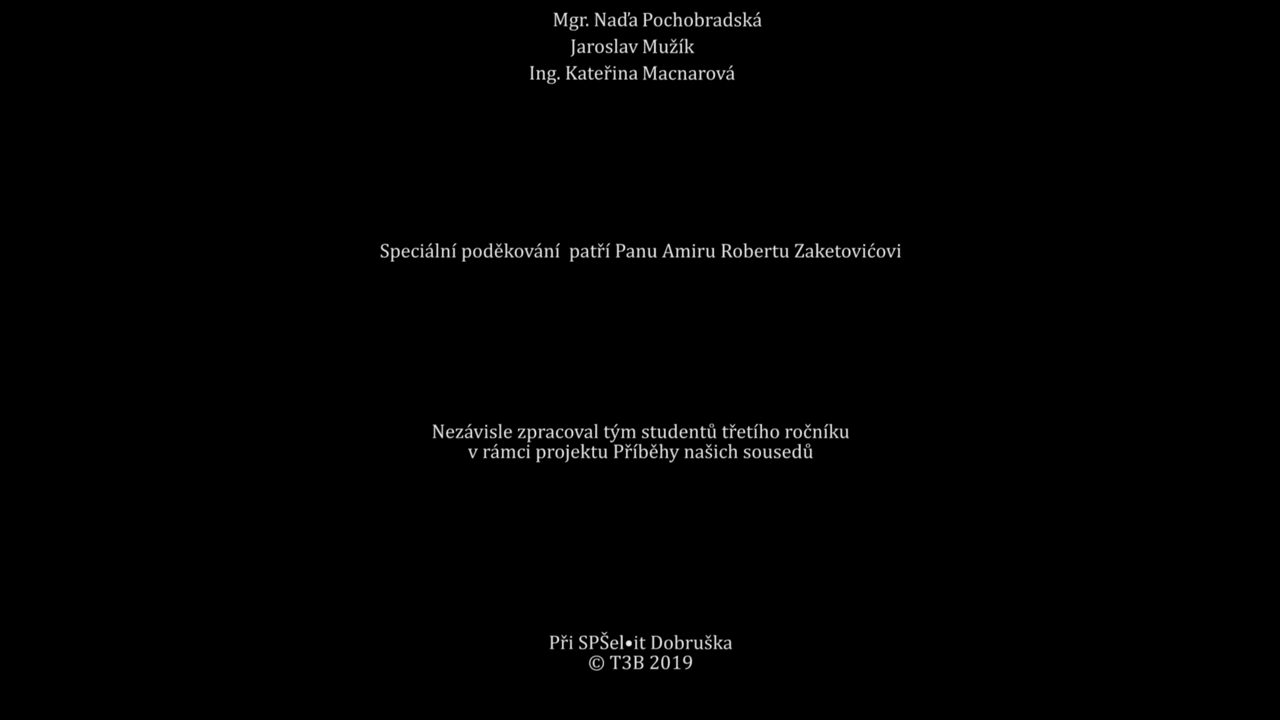 Mgr. Naďa Pochobradská
Jaroslav Mužík
Ing. Kateřina Macnarová
Speciální poděkování  patří Panu Amiru Robertu Zaketovićovi
Nezávisle zpracoval tým studentů třetího ročníku
v rámci projektu Příběhy našich sousedů
Při SPŠel•it Dobruška
© T3B 2019